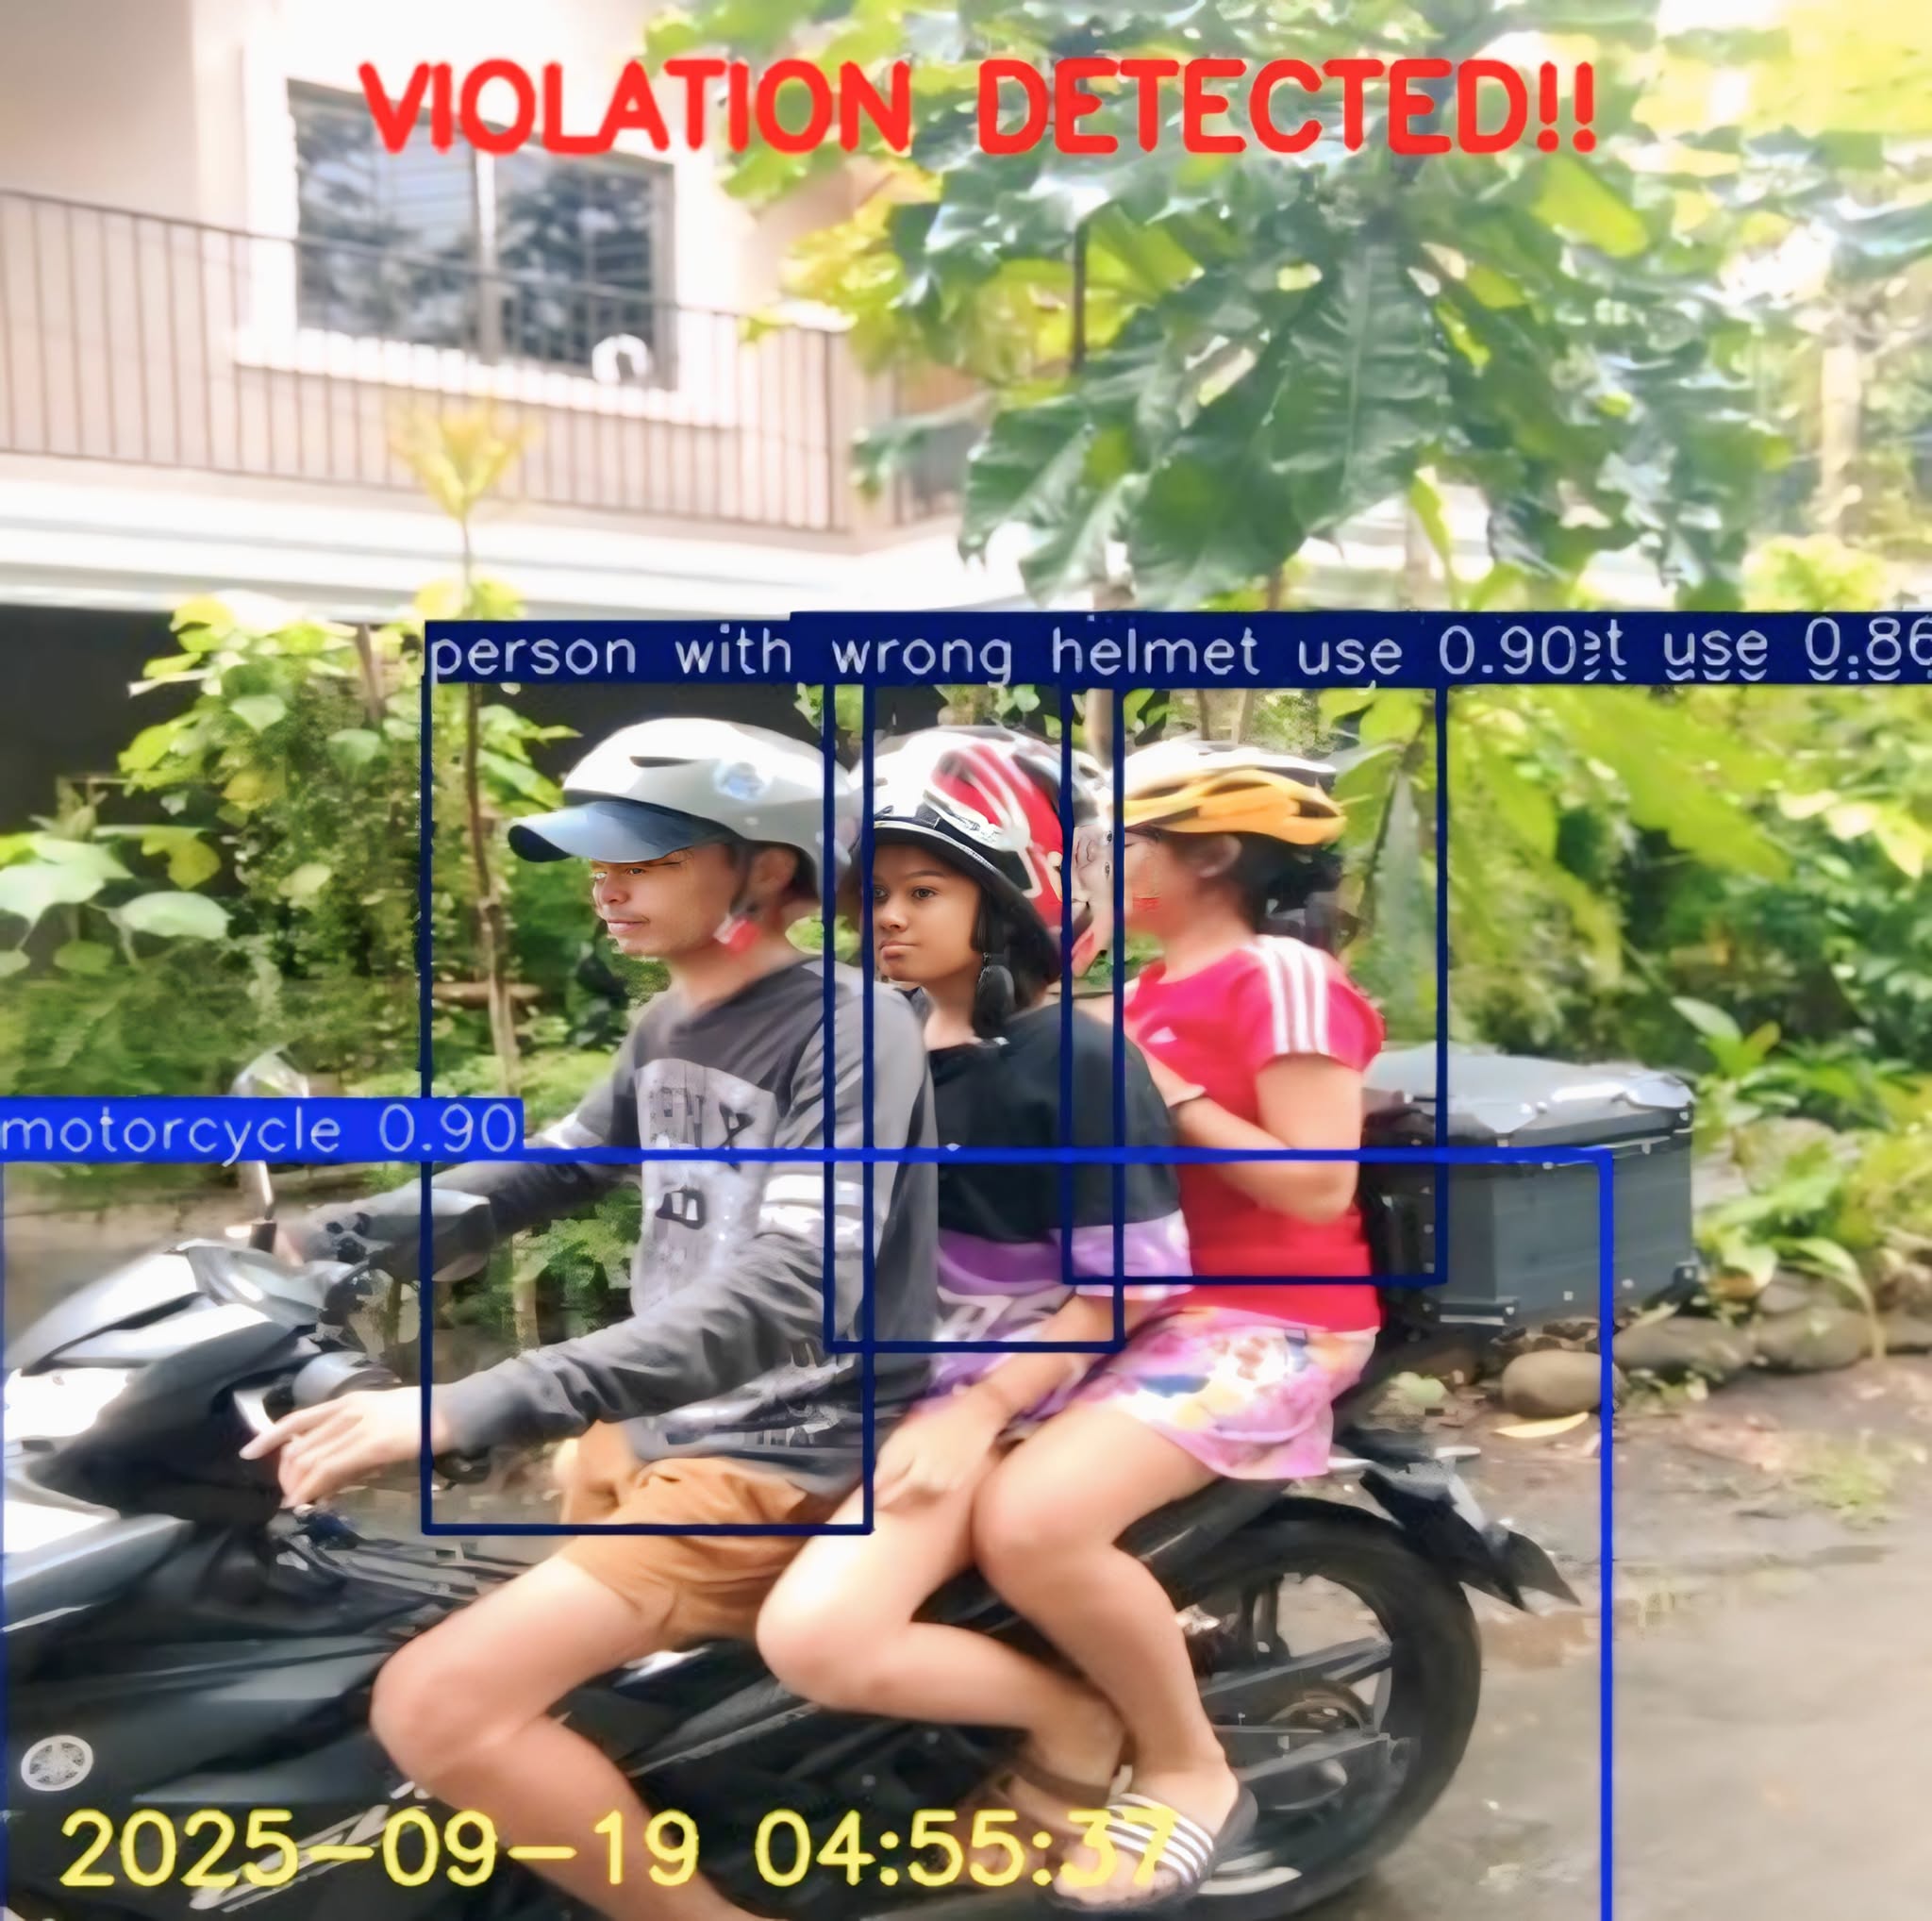 VIOLATION DETECTED!!
person with wrong helmet use 0.90 t use 0.86
motorcycle 0.90
2025-09-19 04:55:37